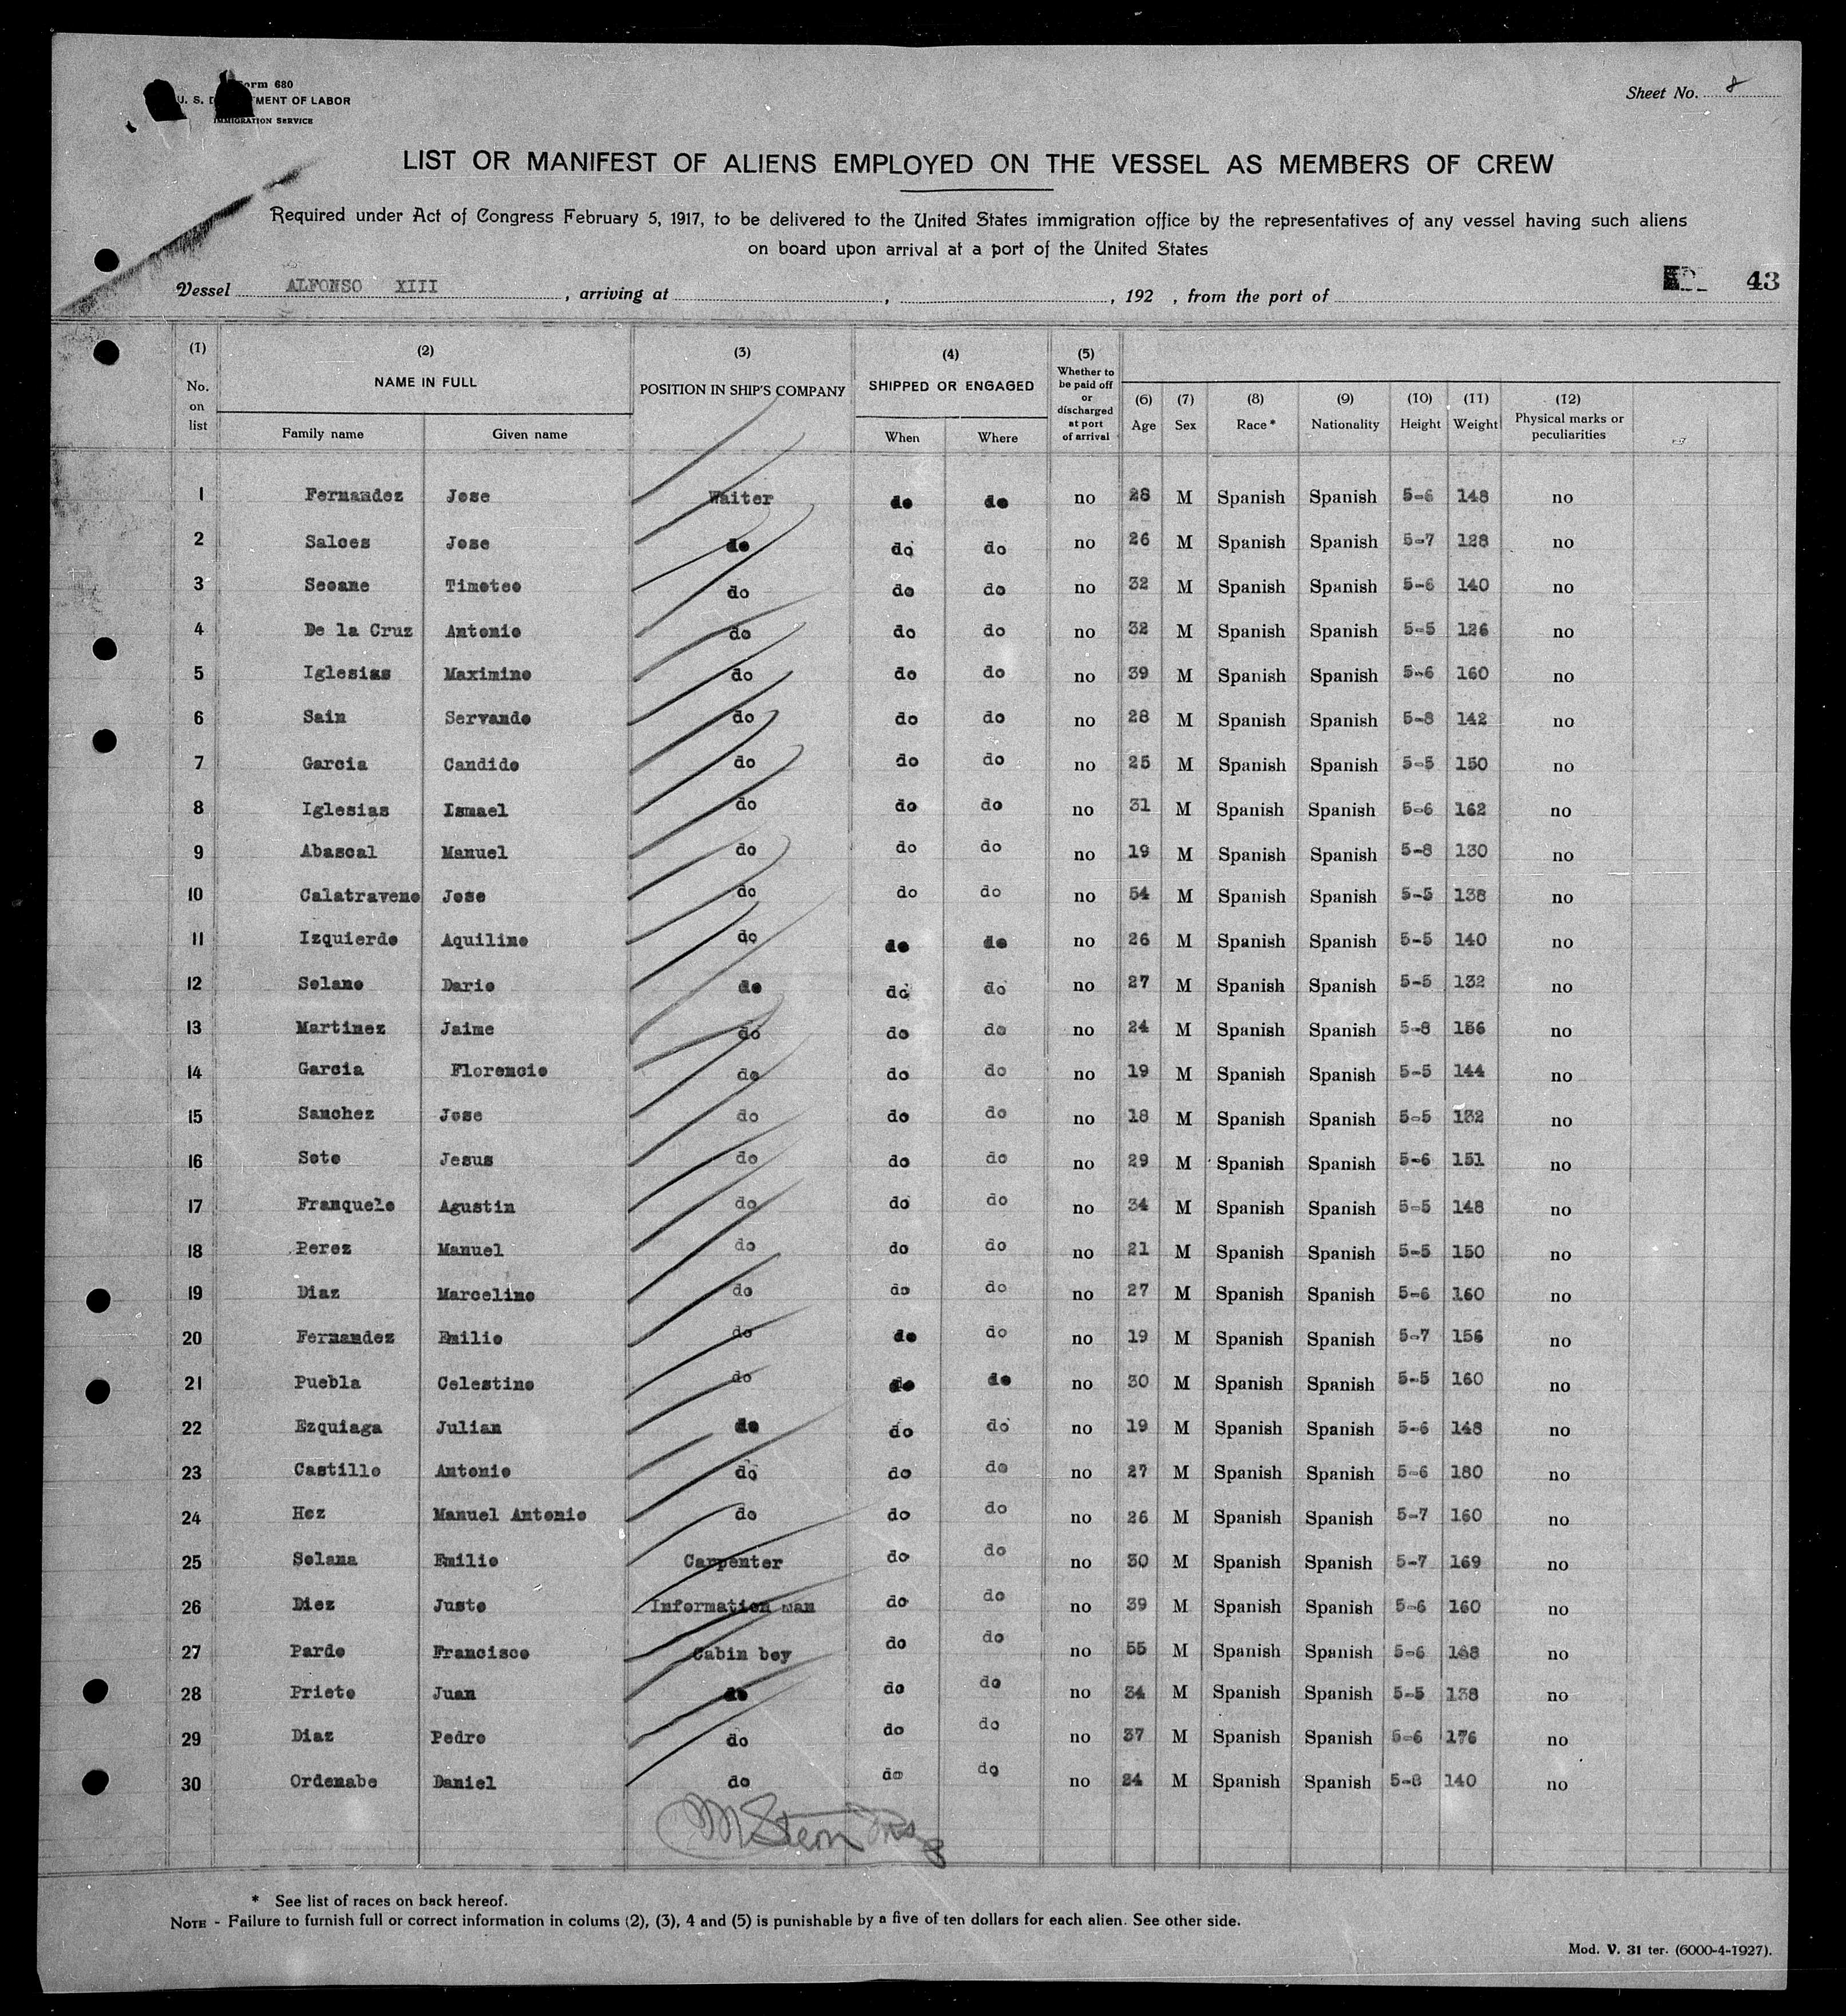 Form 680
U. S. D MENT OF LABOR
IMMIGRATION SERVICE
Sheet No. 8
LIST OR MANIFEST OF ALIENS EMPLOYED ON THE VESSEL AS MEMBERS OF CREW
Required under Act of Congress February 5, 1917, to be delivered to the United States immigration office by the representatives of any vessel having such aliens
on board upon arrival at a port of the United States
43
Vessel ALFONSO XIII , arriving at , , 192 , from the port of
(1) No. on list
(2) NAME IN FULL
Family name Given name
(3) POSITION IN SHIP'S COMPANY
(4) SHIPPED OR ENGAGED
When Where
(5) Whether to be paid off or discharged at port of arrival
(6) Age
(7) Sex
(8) Race*
(9) Nationality
(10) Height
(11) Weight
(12) Physical marks or peculiarities
1 Fernandez Jose Waiter do do no 28 M Spanish Spanish 5-6 148 no
2 Salces Jose do do do no 26 M Spanish Spanish 5-7 128 no
3 Seoane Timoteo do do do no 32 M Spanish Spanish 5-6 140 no
4 De la Cruz Antonio do do do no 32 M Spanish Spanish 5-5 126 no
5 Iglesias Maximino do do do no 39 M Spanish Spanish 5-6 160 no
6 Sain Servando do do do no 28 M Spanish Spanish 5-8 142 no
7 Garcia Candido do do do no 25 M Spanish Spanish 5-5 150 no
8 Iglesias Ismael do do do no 31 M Spanish Spanish 5-6 162 no
9 Abascal Manuel do do do no 19 M Spanish Spanish 5-8 130 no
10 Calatraveno Jose do do do no 54 M Spanish Spanish 5-5 138 no
11 Izquierdo Aquilino do do do no 26 M Spanish Spanish 5-5 140 no
12 Solano Dario do do do no 27 M Spanish Spanish 5-5 132 no
13 Martinez Jaime do do do no 24 M Spanish Spanish 5-8 156 no
14 Garcia Florencio do do do no 19 M Spanish Spanish 5-5 144 no
15 Sanchez Jose do do do no 18 M Spanish Spanish 5-5 132 no
16 Soto Jesus do do do no 29 M Spanish Spanish 5-6 151 no
17 Franquelo Agustin do do do no 34 M Spanish Spanish 5-5 148 no
18 Perez Manuel do do do no 21 M Spanish Spanish 5-5 150 no
19 Diaz Marcelino do do do no 27 M Spanish Spanish 5-6 160 no
20 Fernandez Emilio do do do no 19 M Spanish Spanish 5-7 156 no
21 Puebla Celestino do do do no 30 M Spanish Spanish 5-5 160 no
22 Ezquiaga Julian do do do no 19 M Spanish Spanish 5-6 148 no
23 Castillo Antonio do do do no 27 M Spanish Spanish 5-6 180 no
24 Hez Manuel Antonio do do do no 26 M Spanish Spanish 5-7 160 no
25 Solana Emilio Carpenter do do no 30 M Spanish Spanish 5-7 169 no
26 Diez Justo Information man do do no 39 M Spanish Spanish 5-6 160 no
27 Pardo Francisco Cabin boy do do no 55 M Spanish Spanish 5-6 no
28 Prieto Juan do do do no 34 M Spanish Spanish 5-5 138 no
29 Diaz Pedro do do do no 37 M Spanish Spanish 5-6 176 no
30 Ordenabe Daniel do do do no 24 M Spanish Spanish 5-8 140 no
M Stern
* See list of races on back hereof.
NOTE - Failure to furnish full or correct information in colums (2), (3), 4 and (5) is punishable by a five of ten dollars for each alien. See other side.
Mod. V. 31 ter. (6000-4-1927).